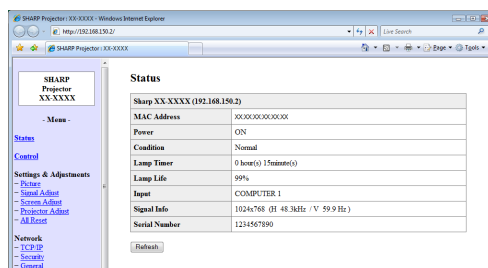 SHARP Projector : XX-XXXX - Windows Internet Explorer
http://192.168.150.2/
Live Search
SHARP Projector : XX-XXXX
Page
Tools
SHARP
Projector
XX-XXXX
- Menu -
Status
Control
Settings & Adjustments
- Picture
- Signal Adjust
- Screen Adjust
- Projector Adjust
- All Reset
Network
- TCP/IP
- Security
- General
Status
Sharp XX-XXXX (192.168.150.2)
MAC Address XX:XX:XX:XX:XX:XX
Power ON
Condition Normal
Lamp Timer 0 hour(s) 15minute(s)
Lamp Life 99%
Input COMPUTER 1
Signal Info 1024x768 (H 48.3kHz / V 59.9 Hz )
Serial Number 1234567890
Refresh